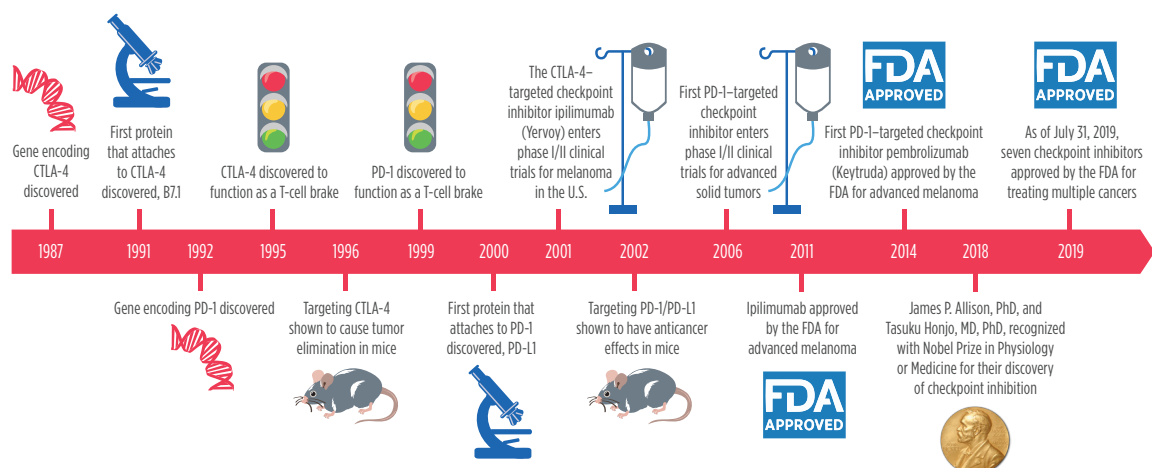 Gene encoding
CTLA-4
discovered
First protein
that attaches
to CTLA-4
discovered, B7.1
CTLA-4 discovered to
function as a T-cell brake
PD-1 discovered to
function as a T-cell brake
The CTLA-4–
targeted checkpoint
inhibitor ipilimumab
(Yervoy) enters
phase I/II clinical
trials for melanoma
in the U.S.
First PD-1–targeted
checkpoint
inhibitor enters
phase I/II clinical
trials for advanced
solid tumors
FDA
APPROVED
First PD-1–targeted checkpoint
inhibitor pembrolizumab
(Keytruda) approved by the
FDA for advanced melanoma
FDA
APPROVED
As of July 31, 2019,
seven checkpoint inhibitors
approved by the FDA for
treating multiple cancers
1987 1991 1992 1995 1996 1999 2000 2001 2002 2006 2011 2014 2018 2019
Gene encoding PD-1 discovered
Targeting CTLA-4
shown to cause tumor
elimination in mice
First protein that
attaches to PD-1
discovered, PD-L1
Targeting PD-1/PD-L1
shown to have anticancer
effects in mice
Ipilimumab approved
by the FDA for
advanced melanoma
FDA
APPROVED
James P. Allison, PhD, and
Tasuku Honjo, MD, PhD, recognized
with Nobel Prize in Physiology
or Medicine for their discovery
of checkpoint inhibition